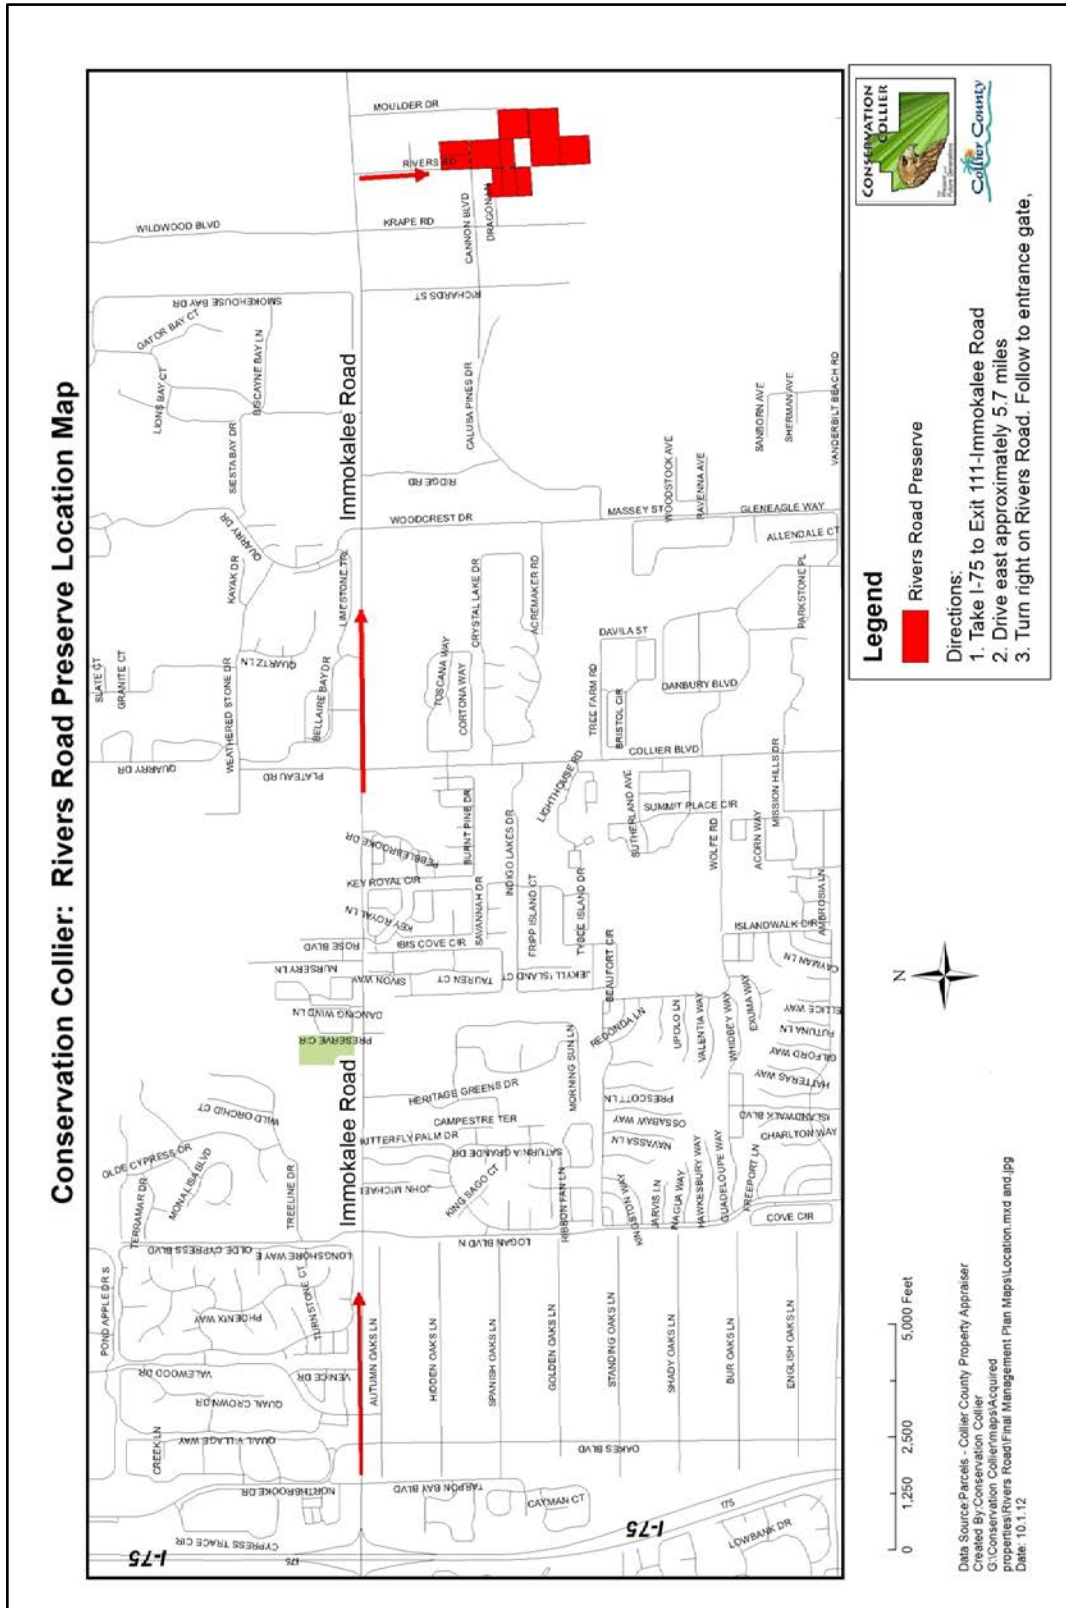 Conservation Collier: Rivers Road Preserve Location Map
I-75
I-75
175
175
CYPRESS TRACE CIR
NORTHBROOKE DR
CREEK LN
QUAIL VILLAGE WAY
QUAIL CROWN DR
VALEWOOD DR
VENICE DR
POND APPLE DR S
PHOENIX WAY
TURNSTONE CT
OLDE CYPRESS BLVD
LONGSHORE WAY E
TERRAMAR DR
OLDE CYPRESS DR
MONA LISA BLVD
TREELINE DR
WILD ORCHID CT
PRESERVE CIR
DANCING WIND LN
NURSERY LN
ROSE BLVD
QUARRY DR
PLATEAU RD
WEATHERED STONE DR
SLATE CT
GRANITE CT
QUARTZ LN
BELLAIRE BAY DR
KAYAK DR
LIMESTONE TRL
QUARRY DR
SIESTA BAY DR
LIONS BAY CT
GATOR BAY CT
BISCAYNE BAY LN
SMOKEHOUSE BAY DR
WILDWOOD BLVD
MOULDER DR
Immokalee Road
Immokalee Road
RIVERS RD
KRAPE RD
CANNON BLVD
DRAGON LN
RICHARDS ST
CALUSA PINES DR
RIDGE RD
WOODCREST DR
MASSEY ST
WOODSTOCK AVE
RAVENNA AVE
SANBORN AVE
SHERMAN AVE
VANDERBILT BEACH RD
GLENEAGLE WAY
ALLENDALE CT
PARKSTONE PL
CRYSTAL LAKE DR
ACREMAKER RD
TOSCANA WAY
CORTONA WAY
DAVILA ST
TREE FARM RD
BRISTOL CIR
DANBURY BLVD
COLLIER BLVD
MISSION HILLS DR
LIGHTHOUSE RD
SUTHERLAND AVE
SUMMIT PLACE CIR
WOLFE RD
ACORN WAY
AMBROSIA LN
PEBBLEBROOKE DR
BURNT PINE DR
KEY ROYAL CIR
KEY ROYAL LN
INDIGO LAKES DR
SAVANNAH DR
IBIS COVE CIR
FRIPP ISLAND CT
TYBEE ISLAND DR
JEKYLL ISLAND CT
TAUREN CT
BEAUFORT CIR
ISLANDWALK CIR
CAYMAN LN
ELLICE WAY
FUTUNA LN
GILFORD WAY
HATTERAS WAY
ISLANDWALK BLVD
CHARLTON WAY
EXUMA WAY
WHIDBEY WAY
VALENTIA WAY
UPOLO LN
REDONDA LN
MORNING SUN LN
PRESCOTT LN
OSSABAW WAY
NAVASSA LN
HERITAGE GREENS DR
CAMPESTRE TER
BUTTERFLY PALM DR
SATURNIA GRANDE DR
JOHN MICHAEL
KING SAGO CT
RIBBON FAN LN
KINGSTON WAY
JARVIS LN
NAGUA WAY
HAWKESBURY WAY
GUADELOUPE WAY
FREEPORT LN
COVE CIR
LOGAN BLVD N
AUTUMN OAKS LN
HIDDEN OAKS LN
SPANISH OAKS LN
GOLDEN OAKS LN
STANDING OAKS LN
SHADY OAKS LN
BUR OAKS LN
ENGLISH OAKS LN
OAKES BLVD
TARPON BAY BLVD
CAYMAN CT
LOWBANK DR
0 1,250 2,500 5,000 Feet
N
Data Source:Parcels - Collier County Property Appraiser
Created By:Conservation Collier
G:\Conservation Collier\maps\Acquired
properties\Rivers Road\Final Management Plan Maps\Location.mxd and.jpg
Date: 10.1.12
Legend
Rivers Road Preserve
Directions:
1. Take I-75 to Exit 111-Immokalee Road
2. Drive east approximately 5.7 miles
3. Turn right on Rivers Road. Follow to entrance gate,
CONSERVATION
COLLIER
Future Generations
Collier County